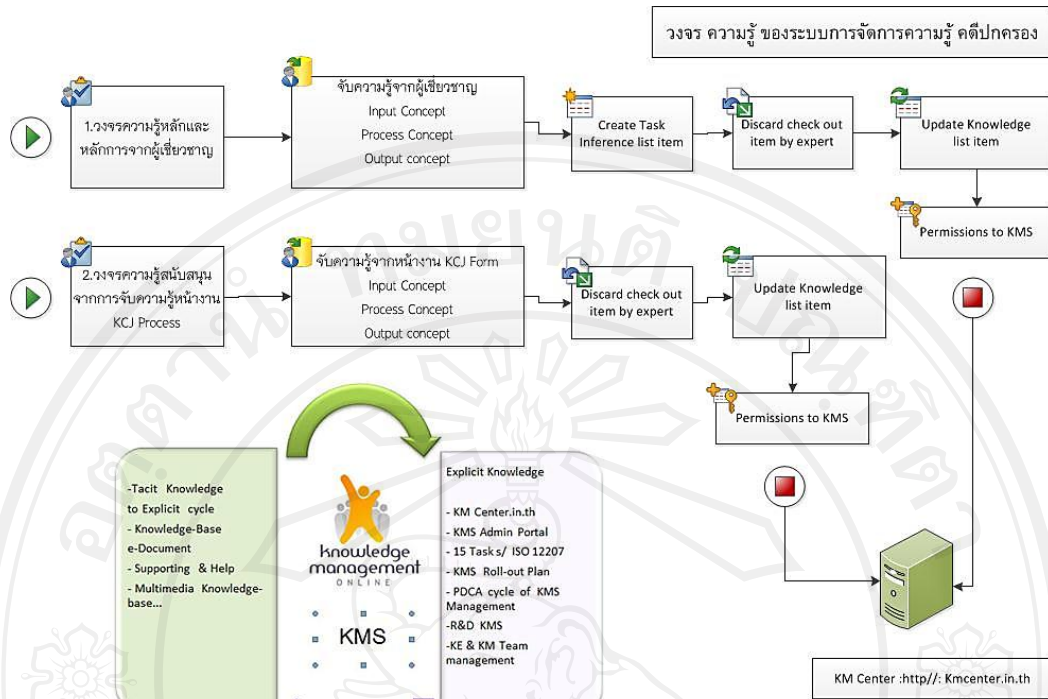 วงจร ความรู้ ของระบบการจัดการความรู้ คดีปกครอง
1.วงจรความรู้หลักและ
หลักการจากผู้เชี่ยวชาญ
จับความรู้จากผู้เชี่ยวชาญ
Input Concept
Process Concept
Output concept
Create Task
Inference list item
Discard check out
item by expert
Update Knowledge
list item
Permissions to KMS
2.วงจรความรู้สนับสนุน
จากการจับความรู้หน้างาน
KCJ Process
จับความรู้จากหน้างาน KCJ Form
Input Concept
Process Concept
Output concept
Discard check out
item by expert
Update Knowledge
list item
Permissions to KMS
-Tacit Knowledge
to Explicit cycle
- Knowledge-Base
e-Document
- Supporting & Help
- Multimedia Knowledge-
base...
knowledge
management
ONLINE
KMS
Explicit Knowledge
- KM Center.in.th
- KMS Admin Portal
- 15 Task s/ ISO 12207
- KMS Roll-out Plan
- PDCA cycle of KMS
Management
-R&D KMS
-KE & KM Team
management
KM Center :http//: Kmcenter.in.th